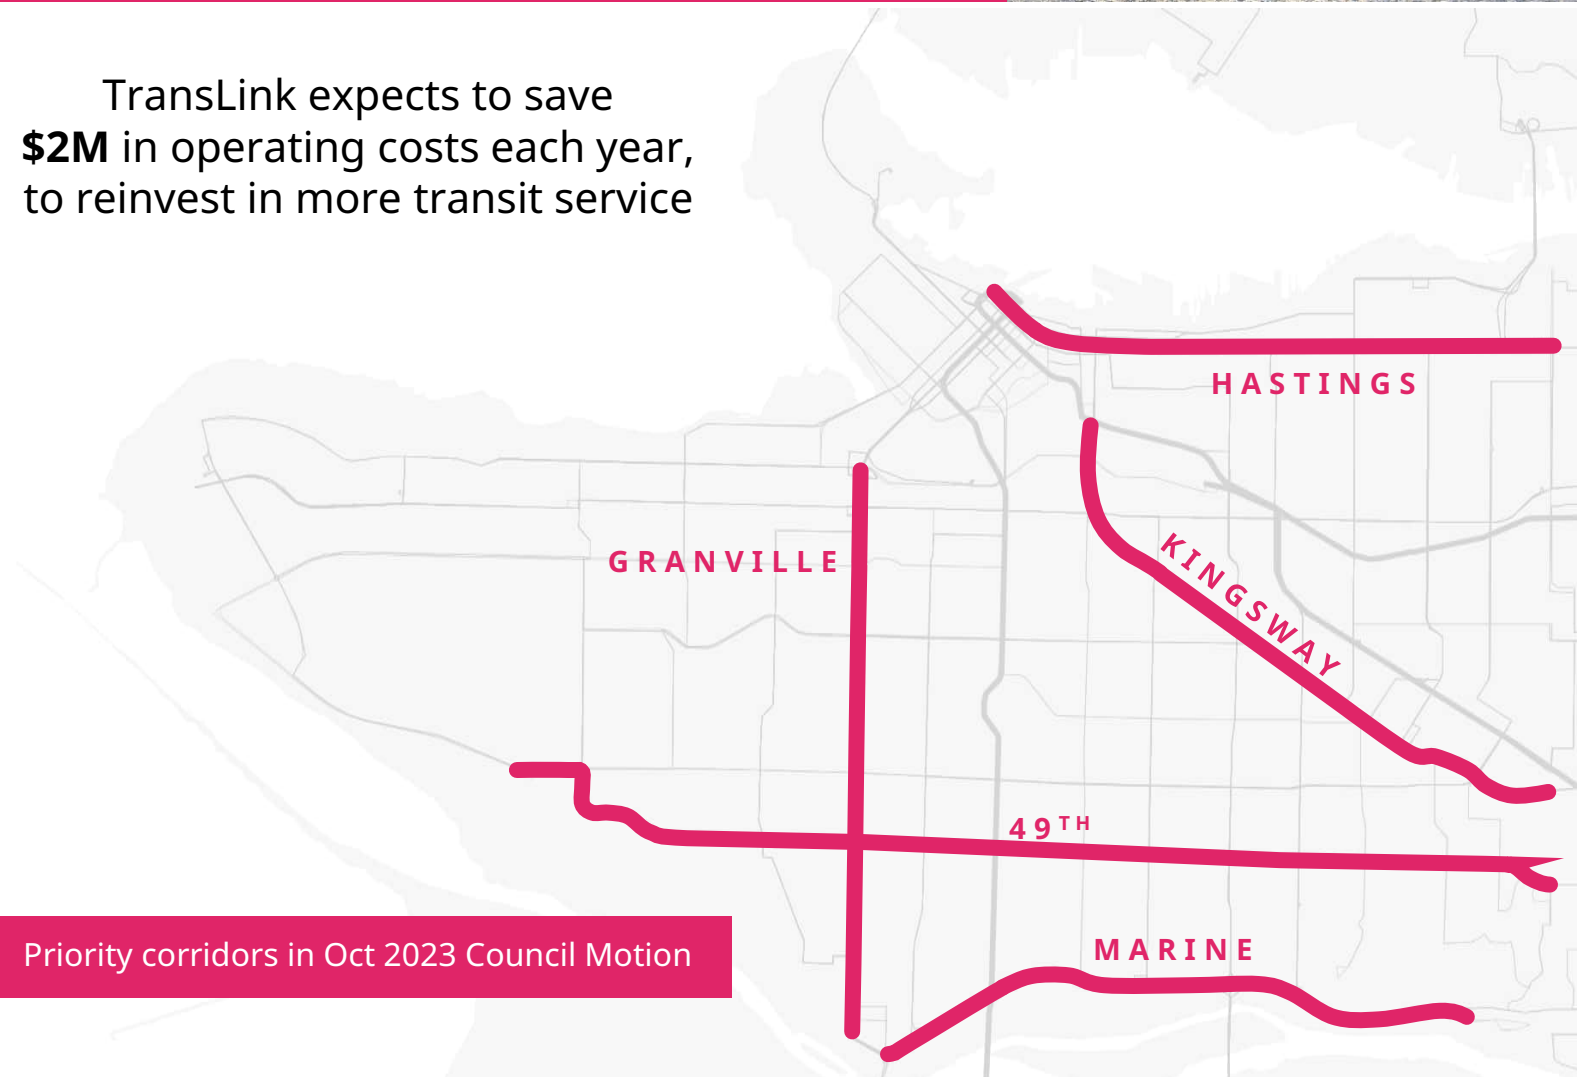 TransLink expects to save
$2M in operating costs each year,
to reinvest in more transit service
HASTINGS
GRANVILLE
KINGSWAY
49TH
MARINE
Priority corridors in Oct 2023 Council Motion